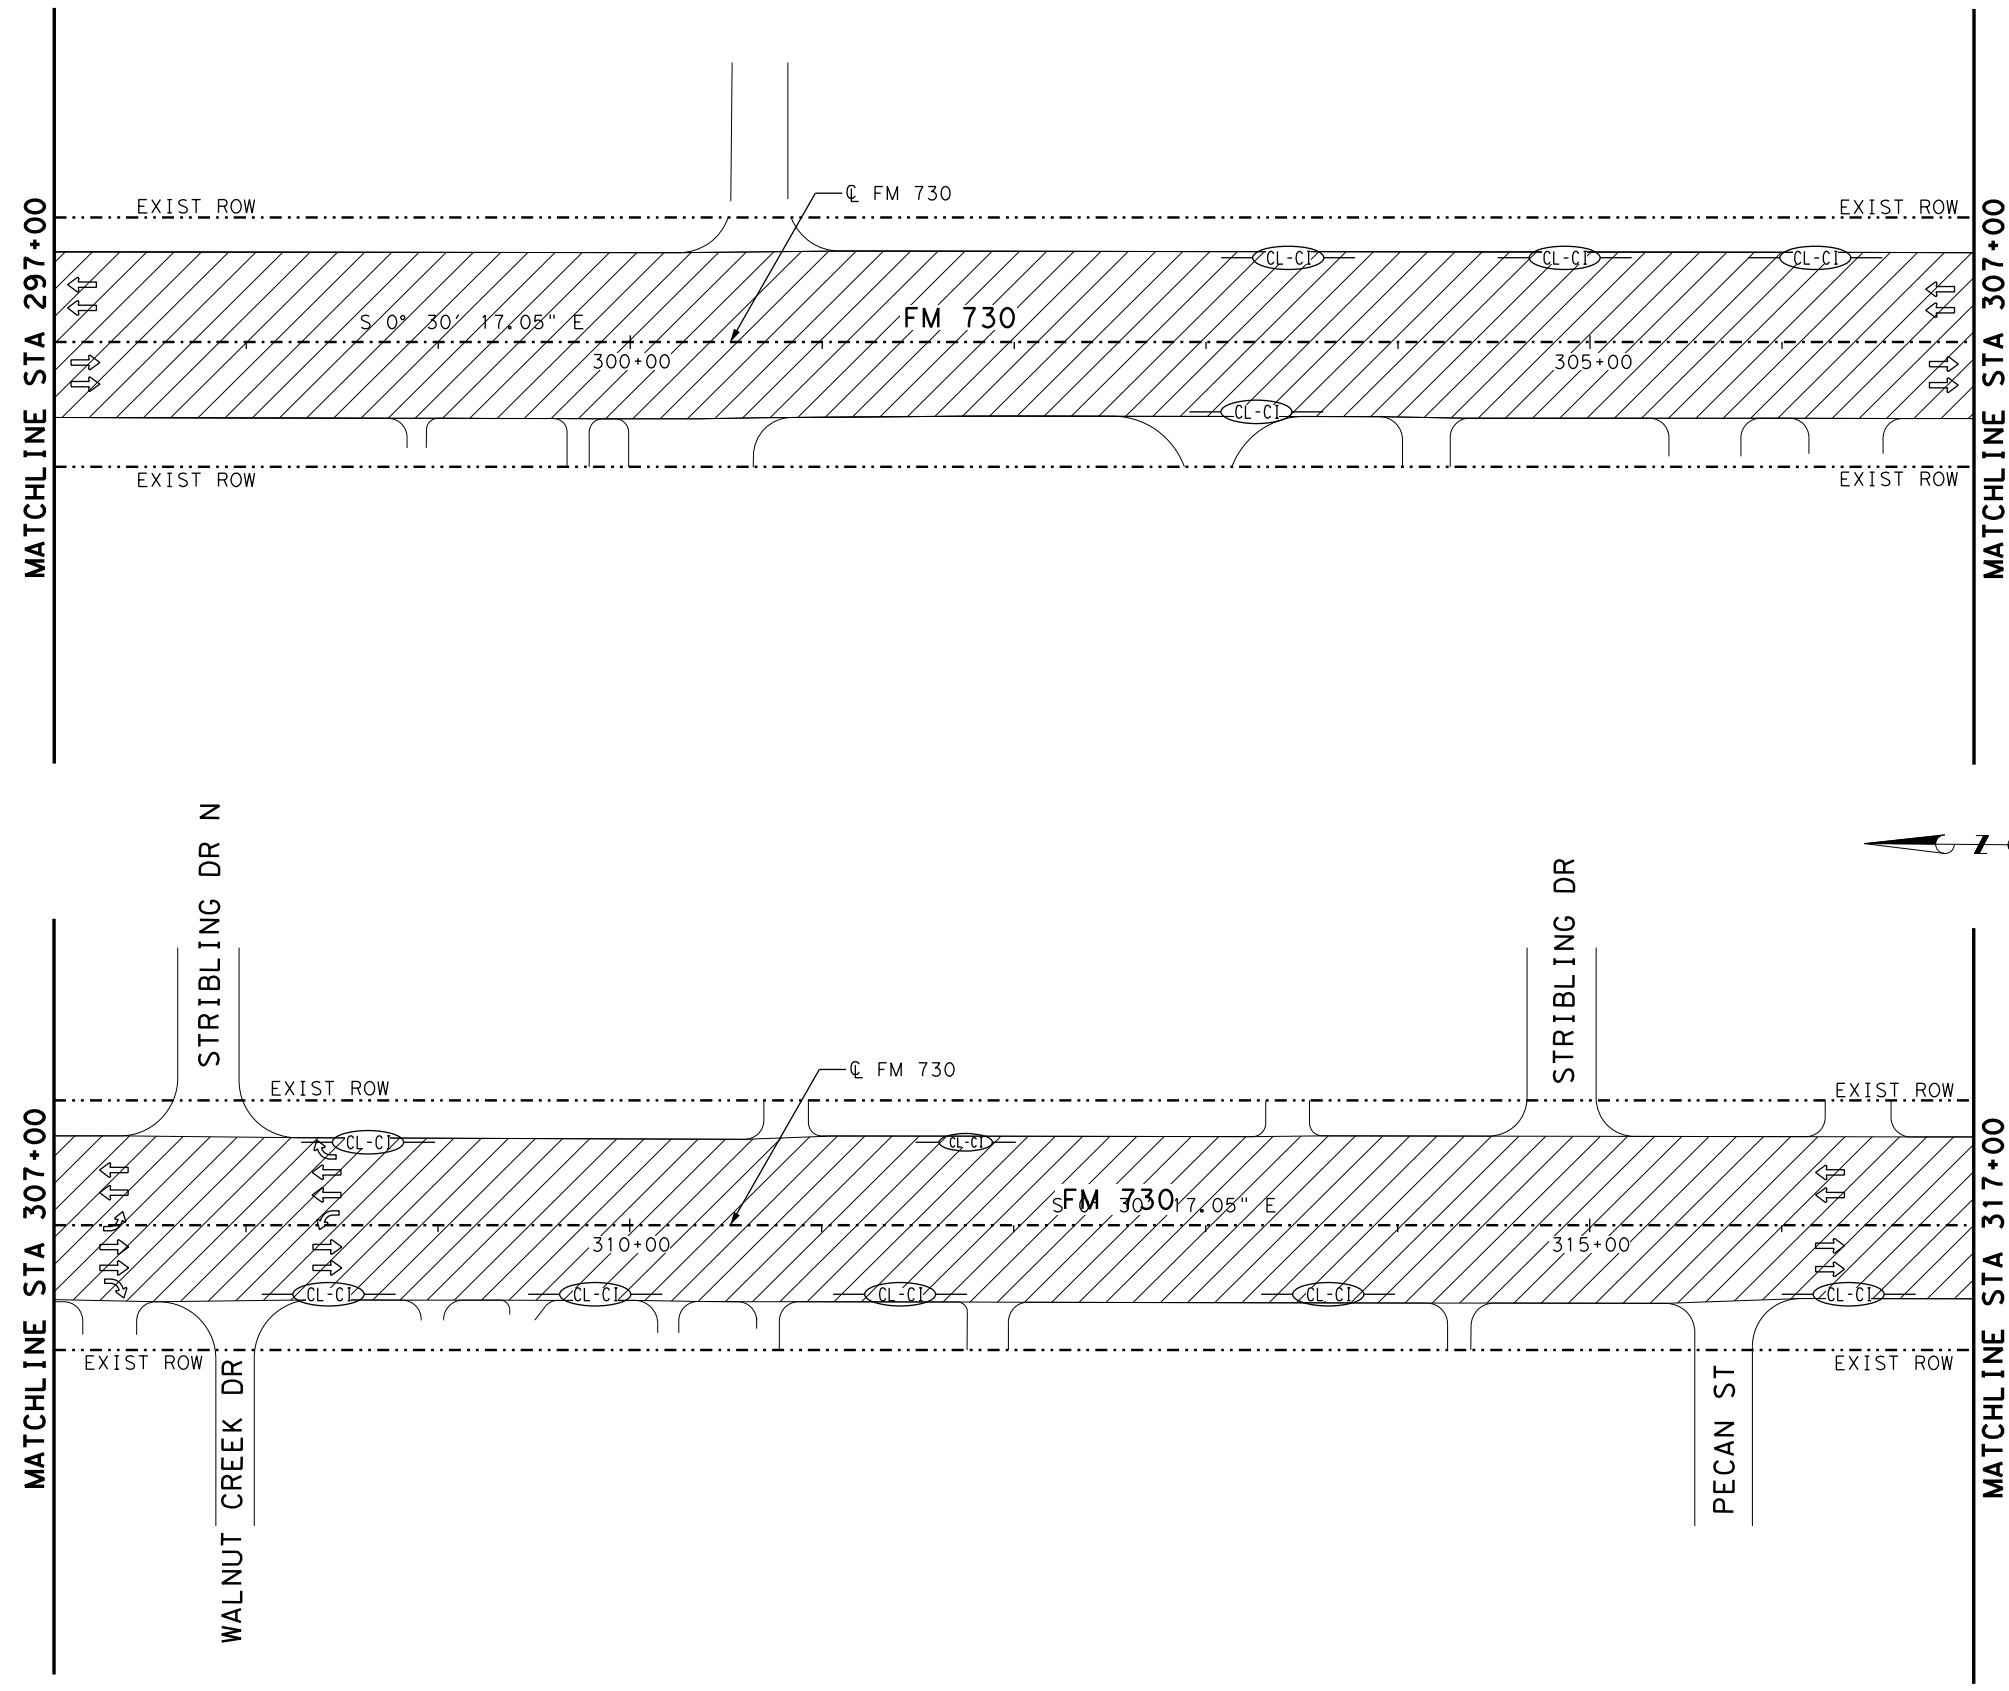 MATCHLINE STA 297+00
EXIST ROW
℄ FM 730
EXIST ROW
MATCHLINE STA 307+00
CL-CI
CL-CI
CL-CI
S 0° 30' 17.05" E
FM 730
300+00
305+00
CL-CI
EXIST ROW
EXIST ROW
Z
MATCHLINE STA 307+00
STRIBLING DR N
STRIBLING DR
EXIST ROW
℄ FM 730
EXIST ROW
MATCHLINE STA 317+00
CL-CI
CL-CI
FM 730
S 0° 30' 17.05" E
310+00
315+00
CL-CI
CL-CI
CL-CI
CL-CI
CL-CI
EXIST ROW
EXIST ROW
WALNUT CREEK DR
PECAN ST